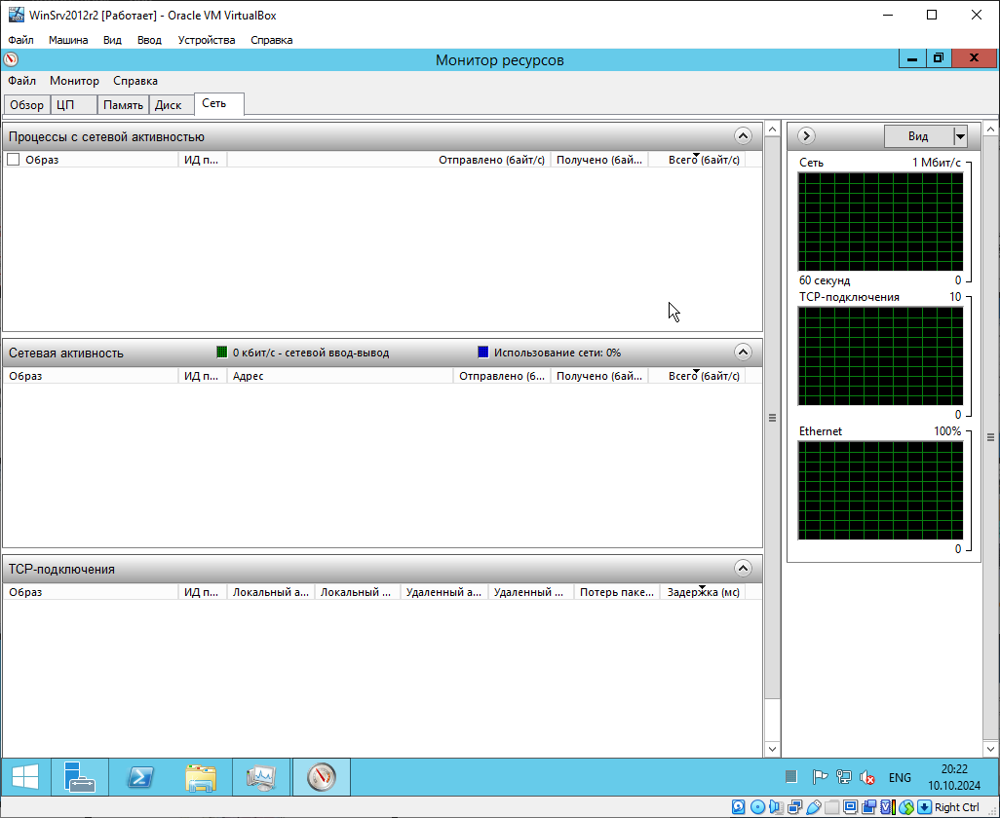 WinSrv2012r2 [Работает] - Oracle VM VirtualBox
Файл Машина Вид Ввод Устройства Справка
Монитор ресурсов
Файл Монитор Справка
Обзор ЦП Память Диск Сеть
Процессы с сетевой активностью
Образ ИД п... Отправлено (байт/с) Получено (бай... Всего (байт/с)
Сетевая активность 0 кбит/с - сетевой ввод-вывод Использование сети: 0%
Образ ИД п... Адрес Отправлено (б... Получено (бай... Всего (байт/с)
TCP-подключения
Образ ИД п... Локальный а... Локальный ... Удаленный а... Удаленный ... Потерь паке... Задержка (мс)
Вид
Сеть 1 Мбит/с
60 секунд 0
TCP-подключения 10
0
Ethernet 100%
0
ENG
20:22
10.10.2024
Right Ctrl